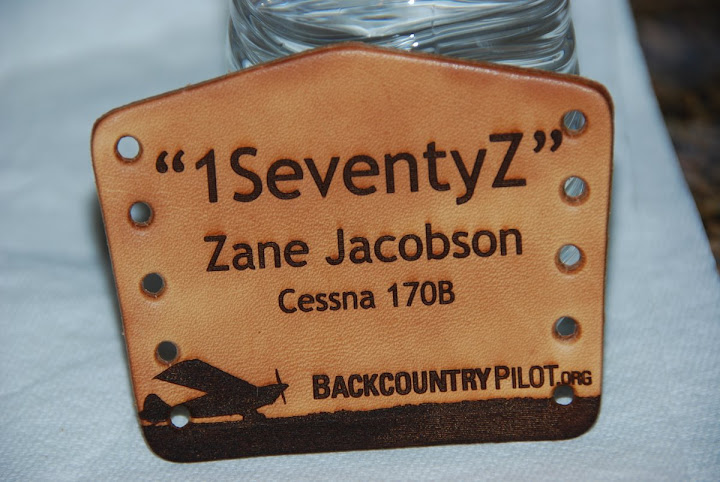 “1SeventyZ”
Zane Jacobson
Cessna 170B
BACKCOUNTRYPILOT.ORG